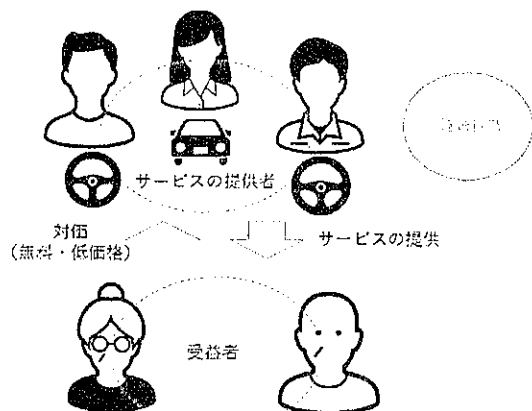 サービスの提供者
対価
(無料・低価格)
サービスの提供
受益者